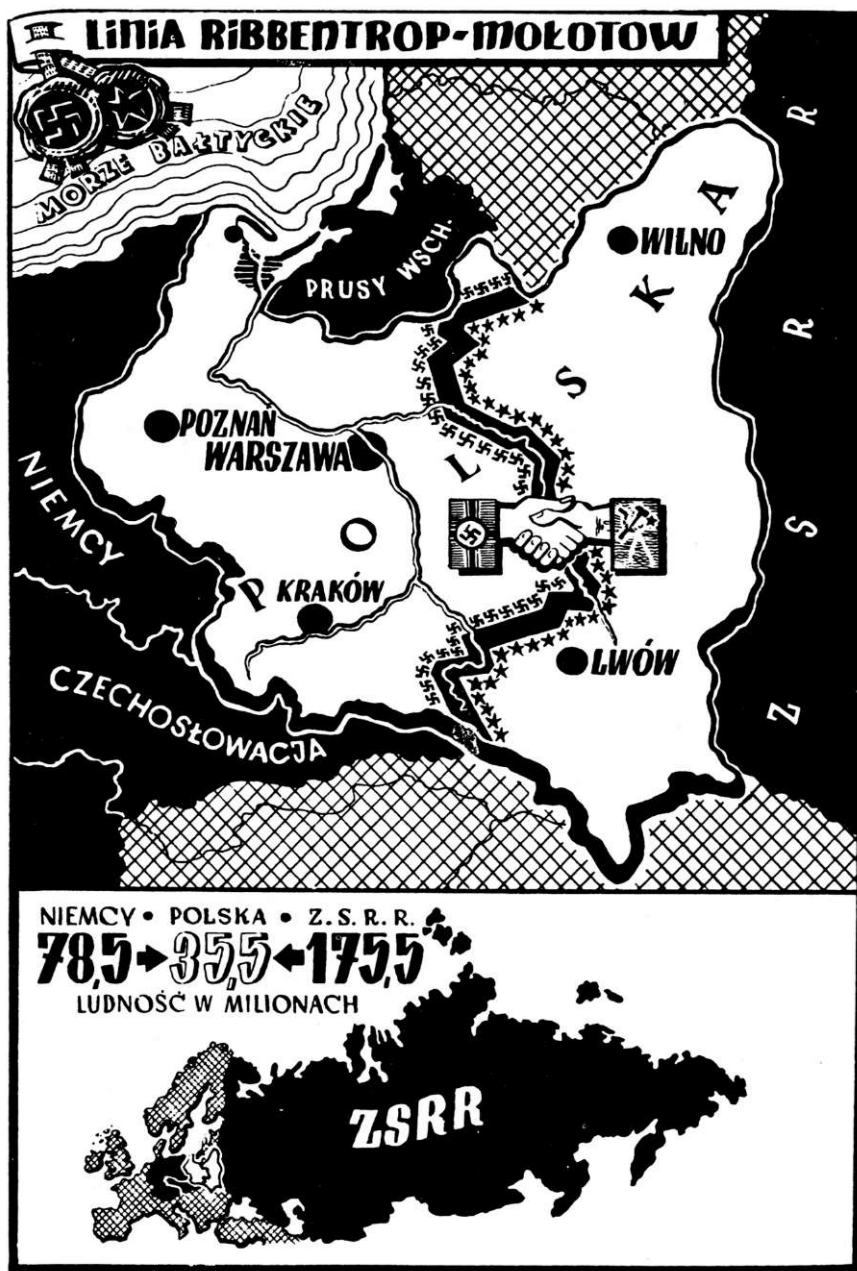 LINIA RIBBENTROP-MOŁOTOW
MORZE BAŁTYCKIE
PRUSY WSCH.
WILNO
POLSKA
POZNAŃ
WARSZAWA
NIEMCY
KRAKÓW
LWÓW
CZECHOSŁOWACJA
ZSRR
NIEMCY • POLSKA • Z.S.R.R.
78,5 35,5 175,5
LUDNOŚĆ W MILIONACH
ZSRR